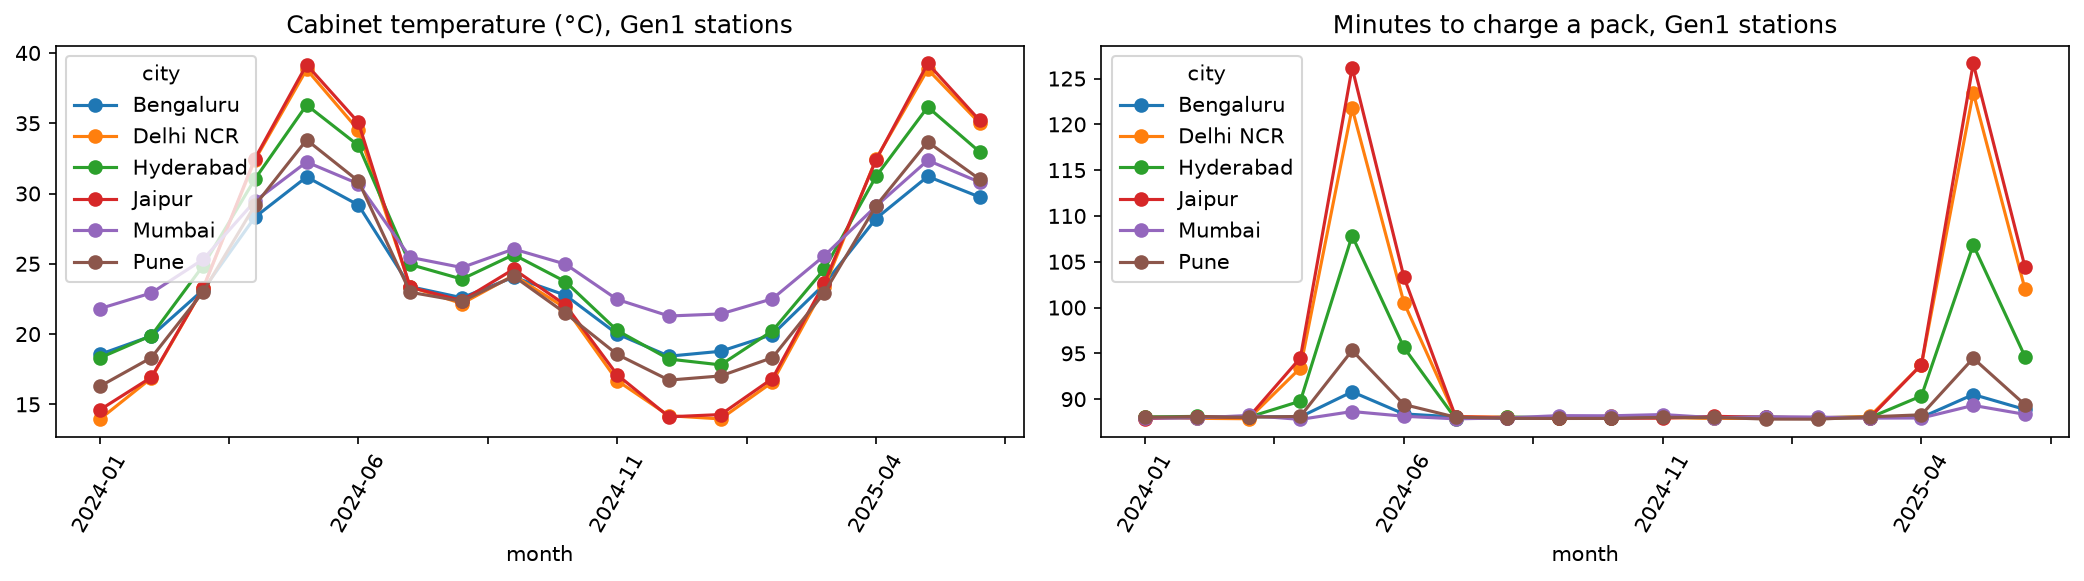 Cabinet temperature (°C), Gen1 stations
40
35
30
25
20
15
city
Bengaluru
Delhi NCR
Hyderabad
Jaipur
Mumbai
Pune
2024-01
2024-06
2024-11
2025-04
month
Minutes to charge a pack, Gen1 stations
125
120
115
110
105
100
95
90
city
Bengaluru
Delhi NCR
Hyderabad
Jaipur
Mumbai
Pune
2024-01
2024-06
2024-11
2025-04
month